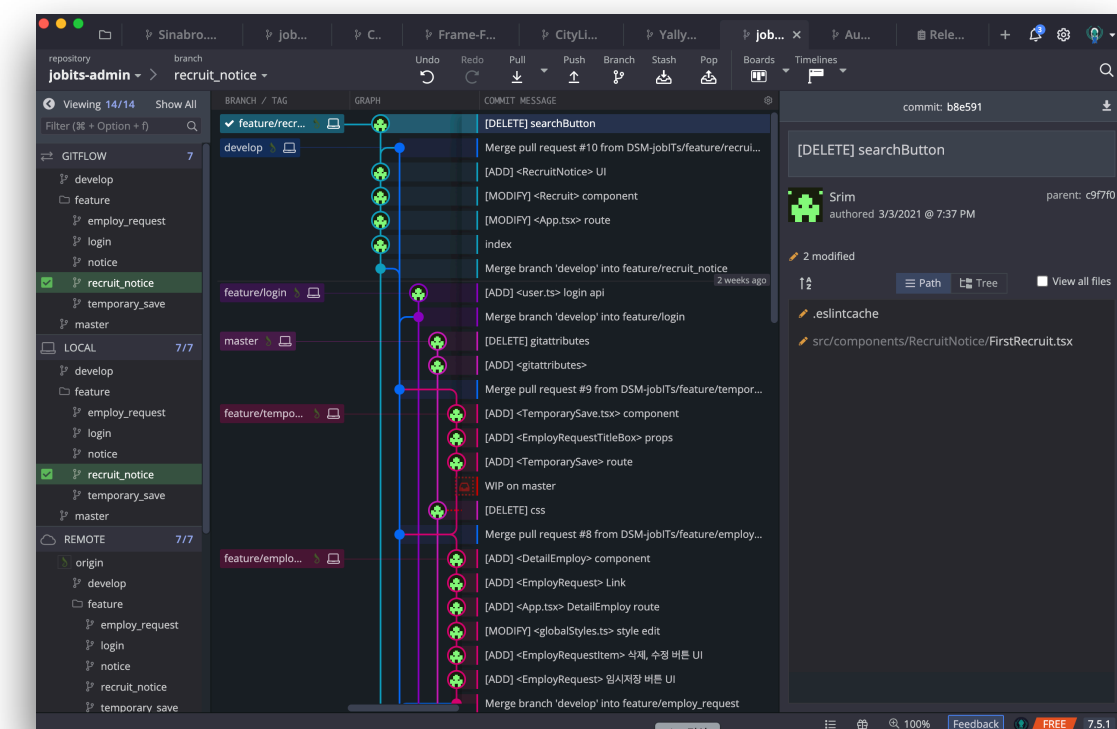 Sinabro....
job...
C..
Frame-F...
CityLi...
Yally...
job... ×
Au...
Rele...
+
3
repository
jobits-admin
branch
recruit_notice
Undo
Redo
Pull
Push
Branch
Stash
Pop
Boards
Timelines
Viewing 14/14
Show All
Filter (⌘ + Option + f)
GITFLOW 7
develop
feature
employ_request
login
notice
recruit_notice
temporary_save
master
LOCAL 7/7
develop
feature
employ_request
login
notice
recruit_notice
temporary_save
master
REMOTE 7/7
origin
develop
feature
employ_request
login
notice
recruit_notice
temporary_save
BRANCH / TAG
GRAPH
COMMIT MESSAGE
feature/recr...
[DELETE] searchButton
develop
Merge pull request #10 from DSM-jobITs/feature/recrui...
[ADD] <RecruitNotice> UI
[MODIFY] <Recruit> component
[MODIFY] <App.tsx> route
index
Merge branch 'develop' into feature/recruit_notice
2 weeks ago
feature/login
[ADD] <user.ts> login api
Merge branch 'develop' into feature/login
master
[DELETE] gitattributes
[ADD] <gitattributes>
Merge pull request #9 from DSM-jobITs/feature/tempor...
feature/tempo...
[ADD] <TemporarySave.tsx> component
[ADD] <EmployRequestTitleBox> props
[ADD] <TemporarySave> route
WIP on master
[DELETE] css
Merge pull request #8 from DSM-jobITs/feature/employ...
feature/emplo...
[ADD] <DetailEmploy> component
[ADD] <EmployRequest> Link
[ADD] <App.tsx> DetailEmploy route
[MODIFY] <globalStyles.ts> style edit
[ADD] <EmployRequestItem> 삭제, 수정 버튼 UI
[ADD] <EmployRequest> 임시저장 버튼 UI
Merge branch 'develop' into feature/employ_request
commit: b8e591
[DELETE] searchButton
Srim
authored 3/3/2021 @ 7:37 PM
parent: c9f7f0
2 modified
Path
Tree
View all files
.eslintcache
src/components/RecruitNotice/FirstRecruit.tsx
100%
Feedback
FREE
7.5.1